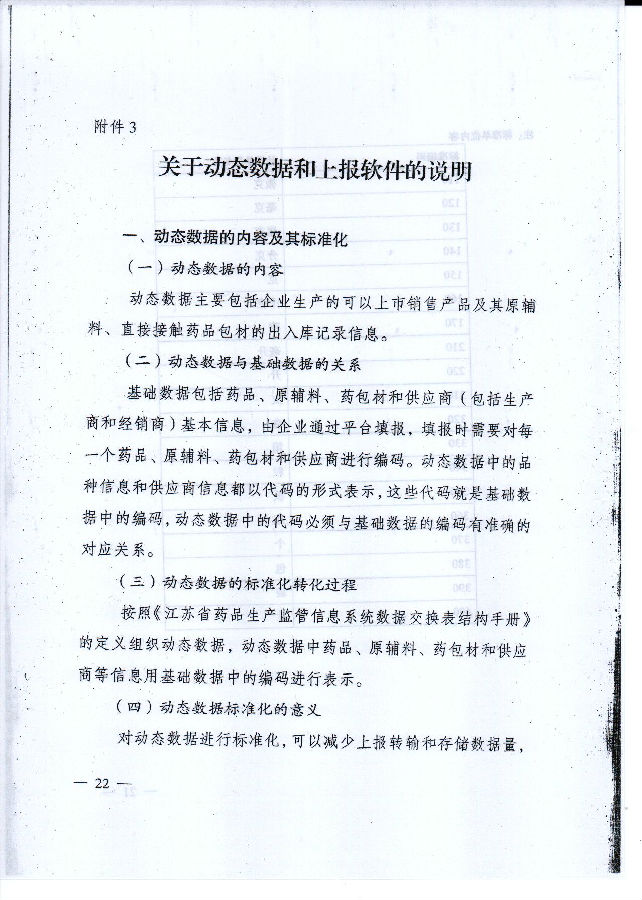 附件3
关于动态数据和上报软件的说明
一、动态数据的内容及其标准化
（一）动态数据的内容
动态数据主要包括企业生产的可以上市销售产品及其原辅
料、直接接触药品包材的出入库记录信息。
（二）动态数据与基础数据的关系
基础数据包括药品、原辅料、药包材和供应商（包括生产
商和经销商）基本信息，由企业通过平台填报，填报时需要对每
一个药品、原辅料、药包材和供应商进行编码。动态数据中的品
种信息和供应商信息都以代码的形式表示，这些代码就是基础数
据中的编码，动态数据中的代码必须与基础数据的编码有准确的
对应关系。
（三）动态数据的标准化转化过程
按照《江苏省药品生产监管信息系统数据交换表结构手册》
的定义组织动态数据，动态数据中药品、原辅料、药包材和供应
商等信息用基础数据中的编码进行表示。
（四）动态数据标准化的意义
对动态数据进行标准化，可以减少上报转输和存储数据量，
— 22 —